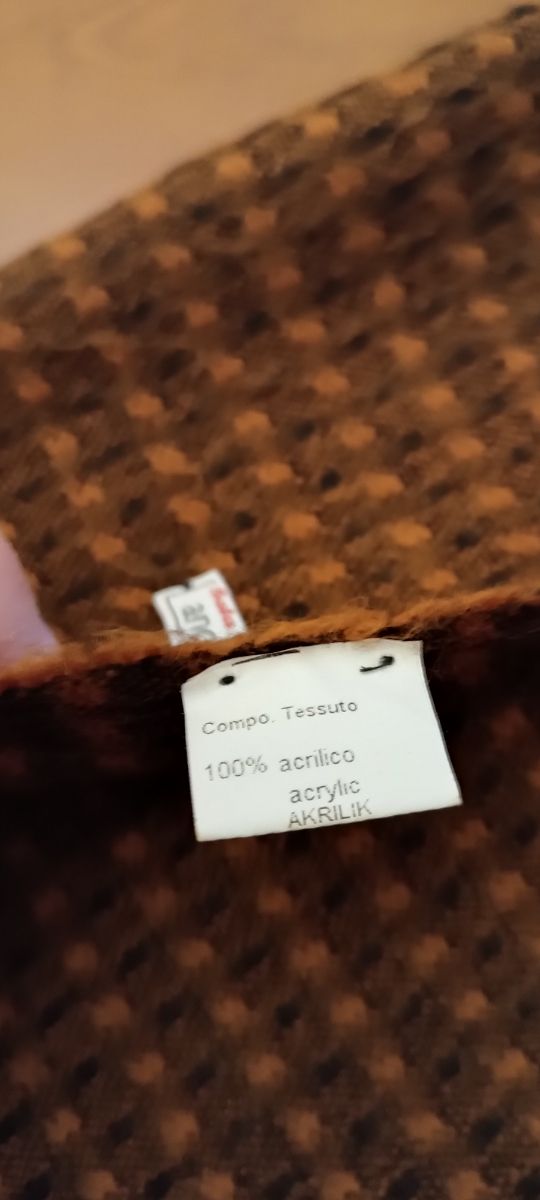 Compo. Tessuto
100% acrilico
acrylic
AKRILIK